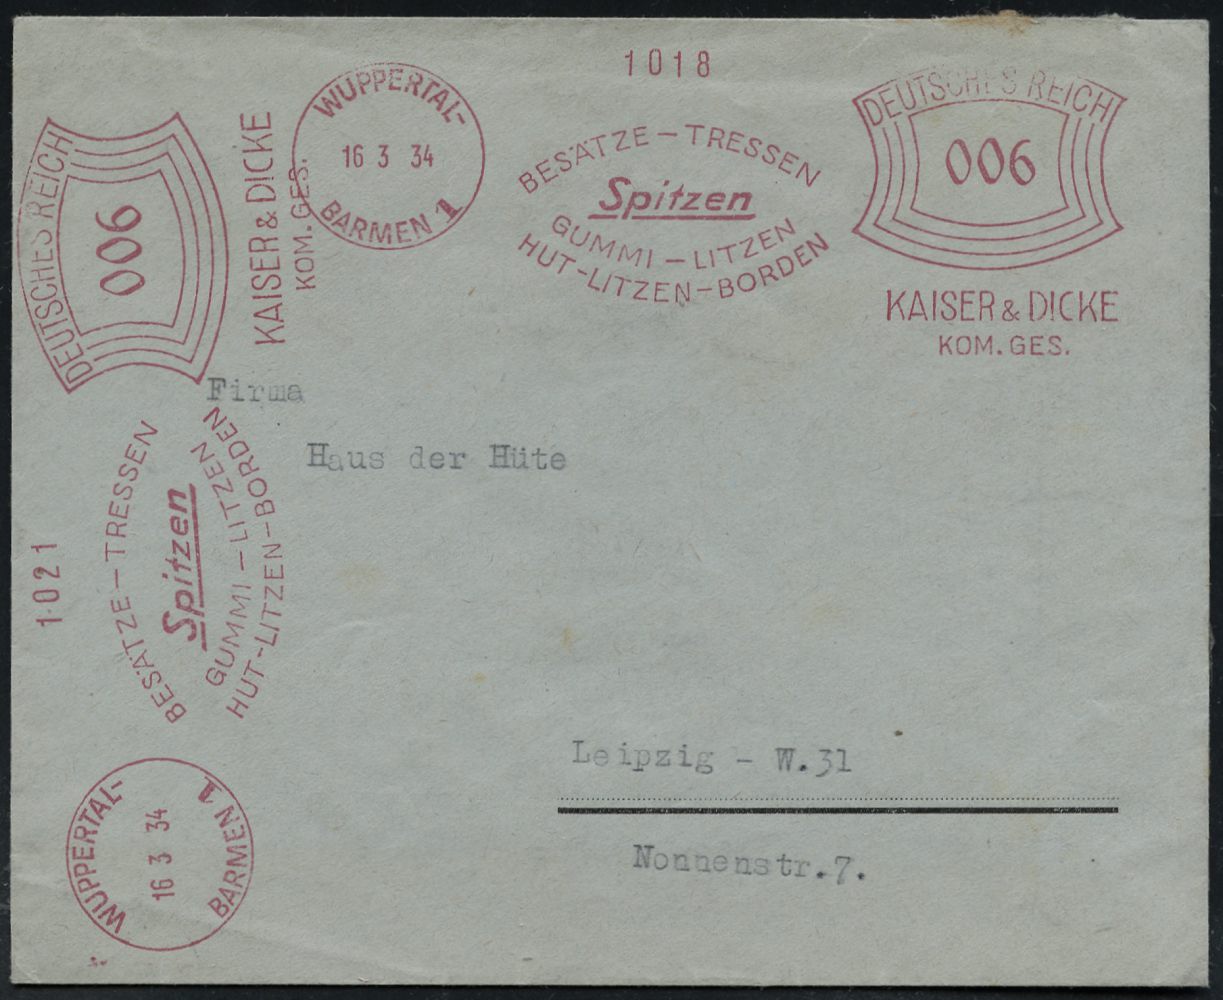 1018
WUPPERTAL-
16 3 34
BARMEN 1
BESÄTZE – TRESSEN
Spitzen
GUMMI – LITZEN
HUT-LITZEN-BORDEN
DEUTSCHES REICH
006
KAISER & DICKE
KOM. GES.
DEUTSCHES REICH
006
KAISER & DICKE
KOM. GES.
1021
BESÄTZE – TRESSEN
Spitzen
GUMMI – LITZEN
HUT-LITZEN-BORDEN
WUPPERTAL-
16 3 34
BARMEN 1
Firma
Haus der Hüte
Leipzig - W.31
Nonnenstr.7.